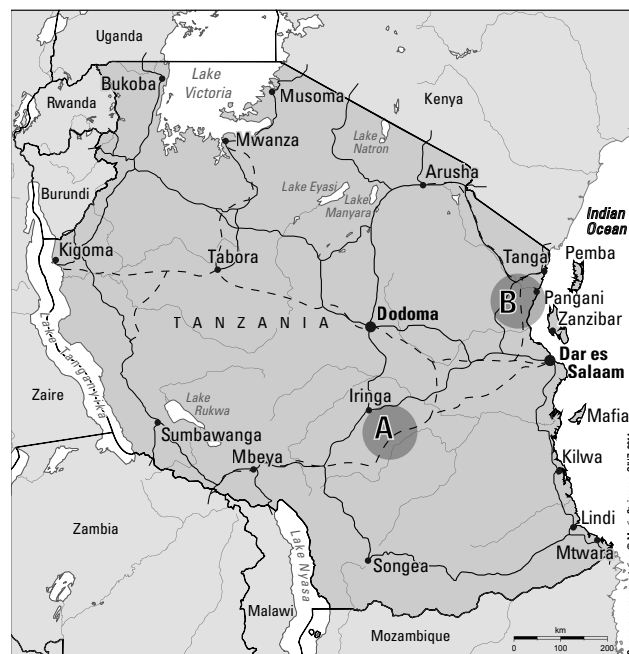 Uganda
Lake
Victoria
Bukoba
Musoma
Kenya
Rwanda
Mwanza
Lake
Natron
Arusha
Lake Eyasi
Lake
Manyara
Burundi
Indian
Ocean
Kigoma
Tabora
Tanga
Pemba
B
Pangani
TANZANIA
Dodoma
Zanzibar
Lake Tanganyika
Dar es
Salaam
Zaire
Lake
Rukwa
Iringa
A
Mafia
Sumbawanga
Mbeya
Kilwa
Zambia
Lake Nyasa
Lindi
Mtwara
Songea
Malawi
Mozambique
km
0 100 200